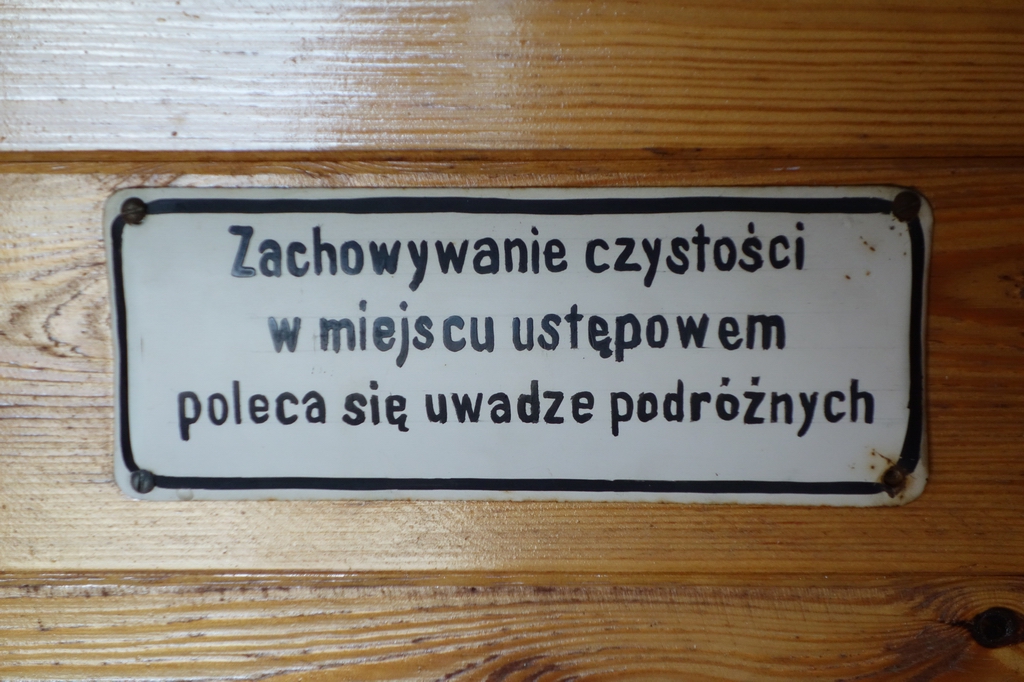 Zachowywanie czystości
w miejscu ustępowem
poleca się uwadze podróżnych